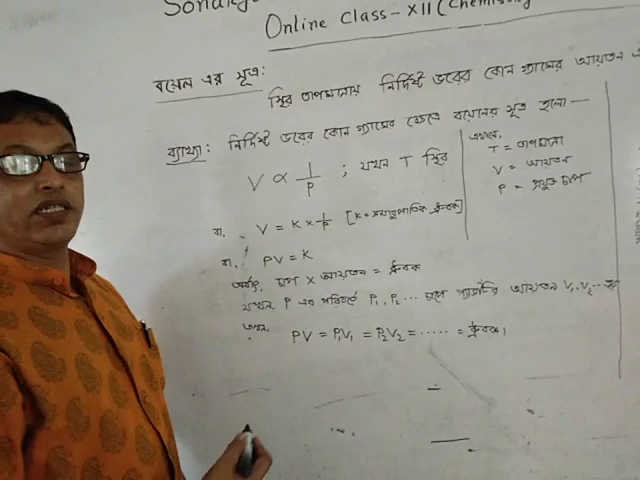 Online Class - XII (Chemistry
বয়েল এর সূত্র:
স্থির তাপমাত্রায় নির্দিষ্ট ভরের কোন গ্যাসের আয়তন
ব্যাখ্যা: নির্দিষ্ট ভরের কোন গ্যাসের ক্ষেত্রে বয়েলের সূত্র হলো —
V ∝ 1/P ; যখন T স্থির
এখানে,
T = তাপমাত্রা
V = আয়তন
P = প্রযুক্ত চাপ
বা, V = K × 1/P [K = সমানুপাতিক ধ্রুবক]
বা, PV = K
অর্থাৎ, চাপ × আয়তন = ধ্রুবক
যখন P এর পরিবর্তে P₁, P₂ ... চাপে গ্যাসটির আয়তন V₁, V₂ ... হয়
তখন, PV = P₁V₁ = P₂V₂ = ..... = ধ্রুবক।